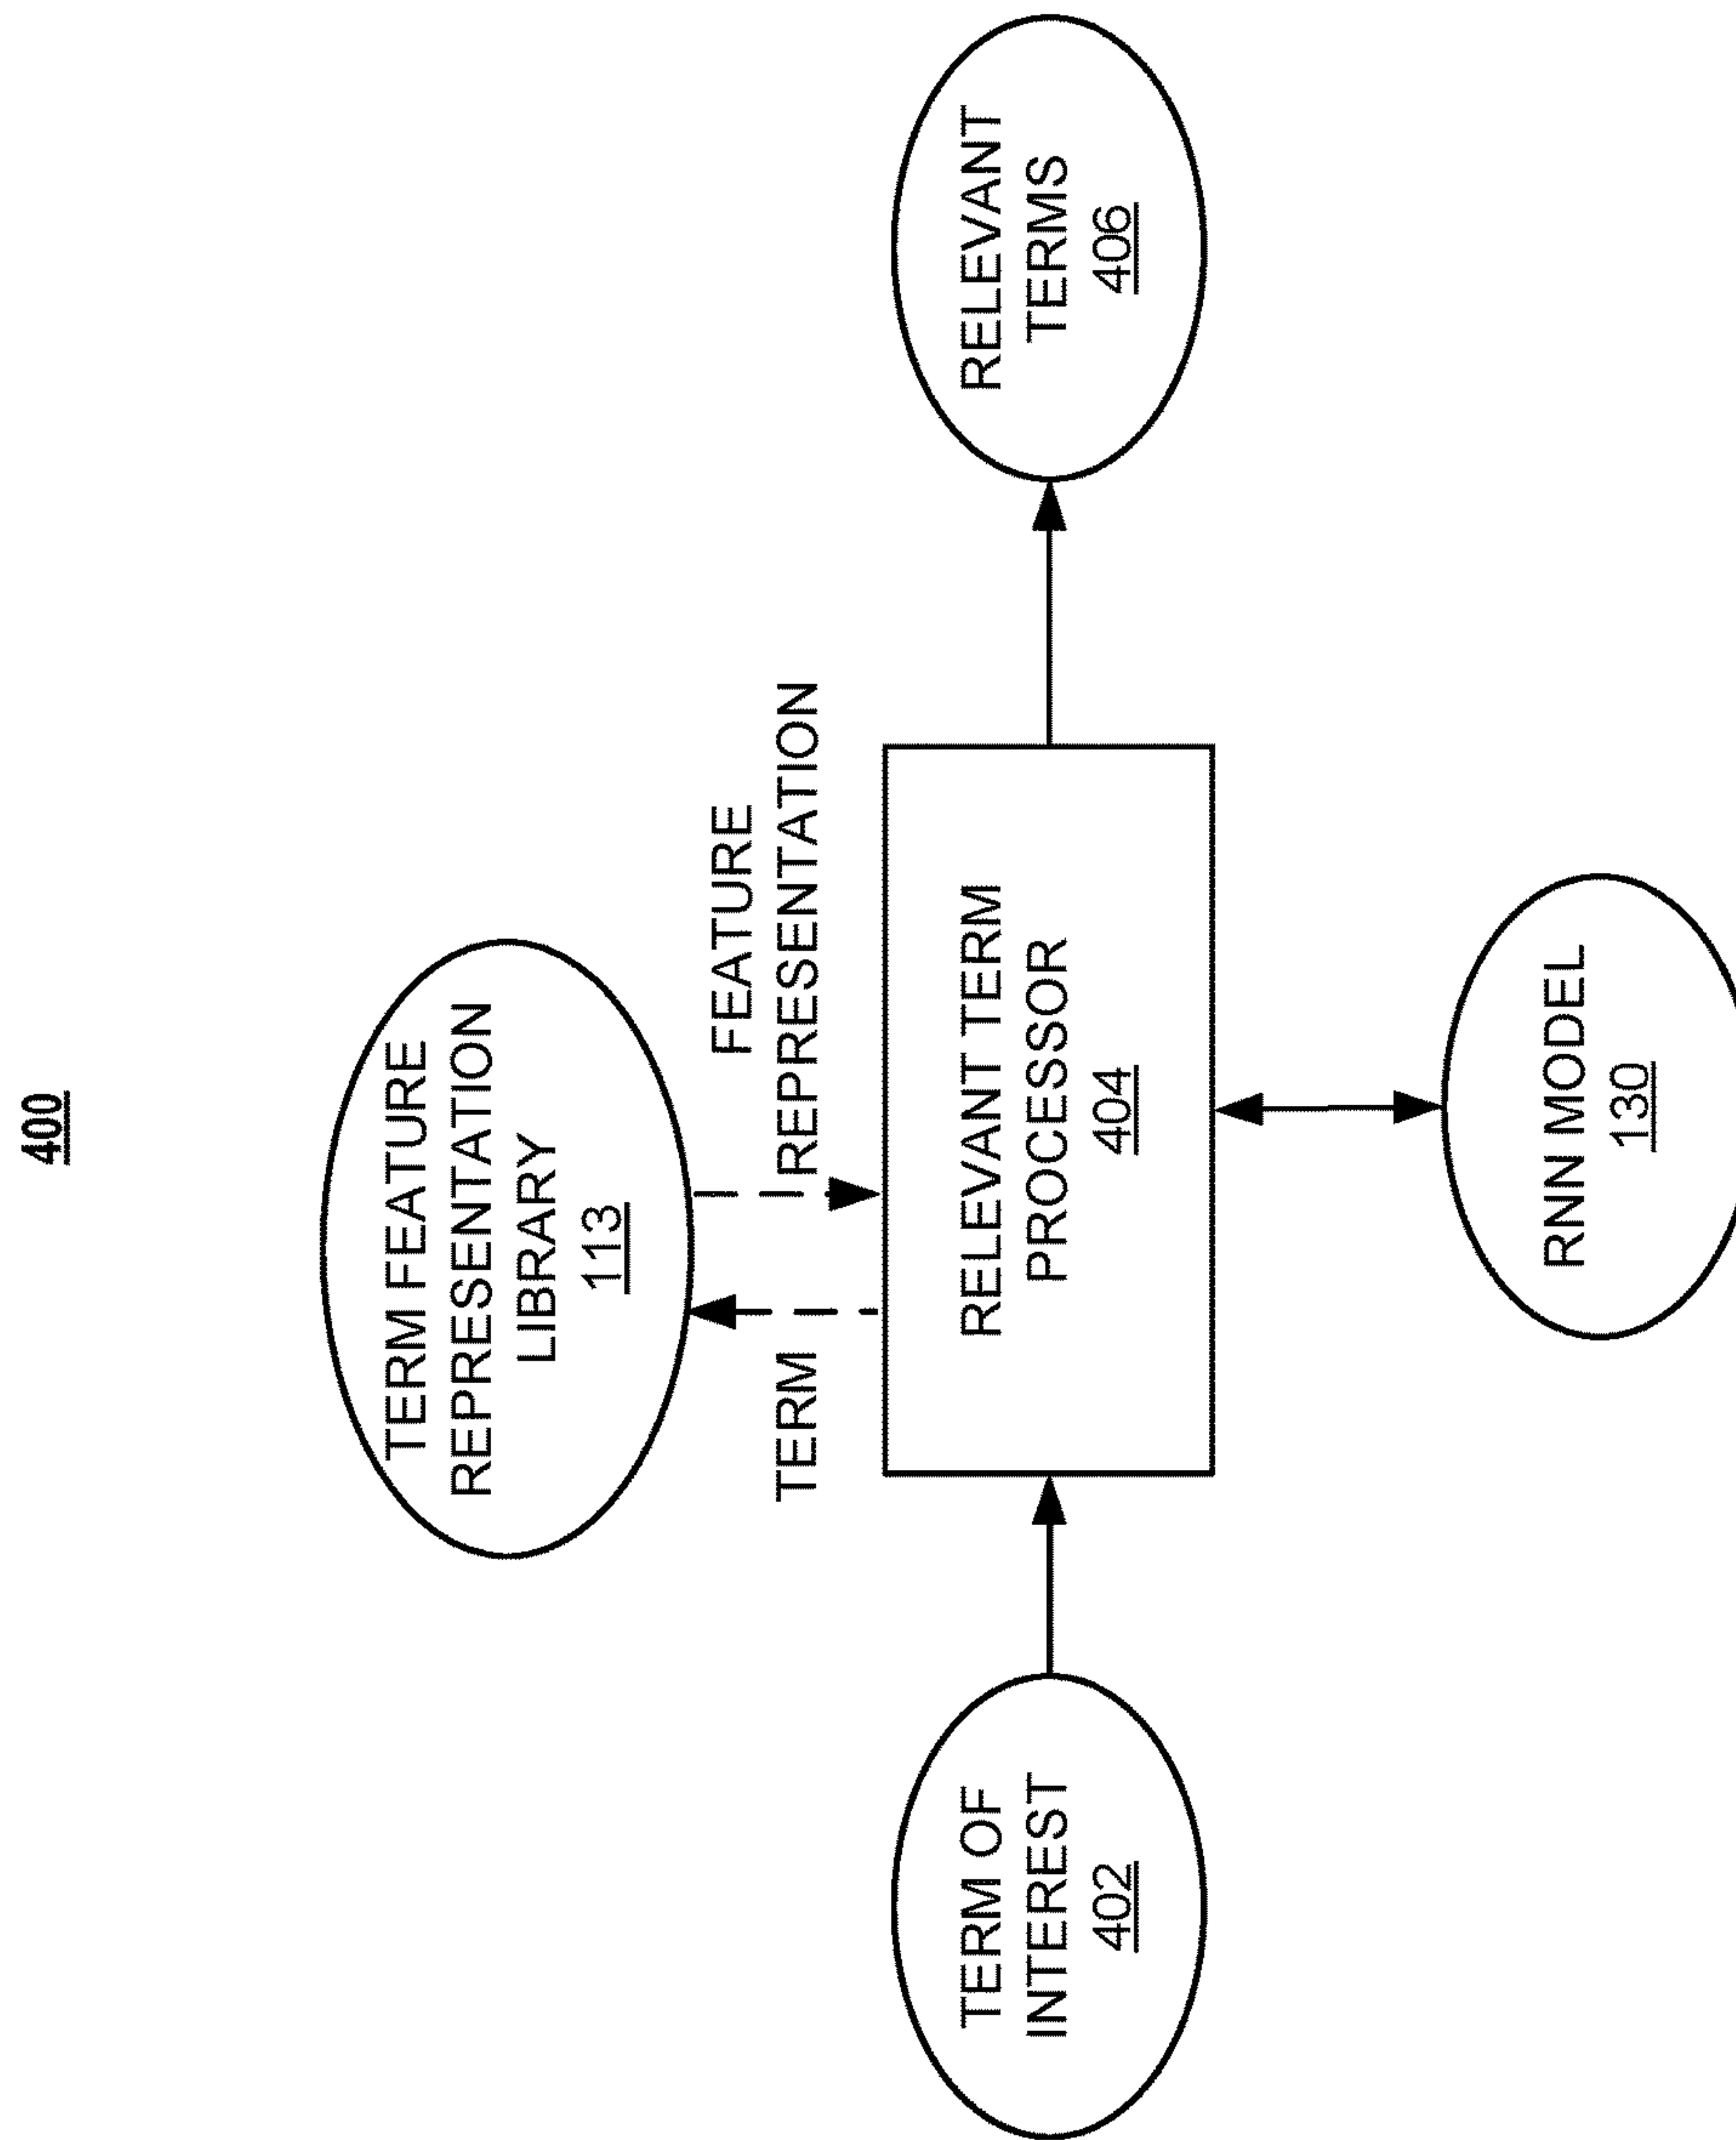 400
TERM FEATURE
REPRESENTATION
LIBRARY
113
TERM
FEATURE
REPRESENTATION
TERM OF
INTEREST
402
RELEVANT TERM
PROCESSOR
404
RELEVANT
TERMS
406
RNN MODEL
130